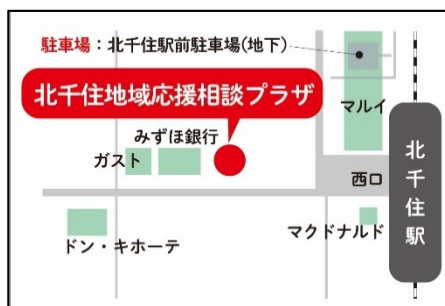 駐車場：北千住駅前駐車場(地下)
北千住地域応援相談プラザ
マルイ
みずほ銀行
ガスト
西口
北千住駅
マクドナルド
ドン・キホーテ